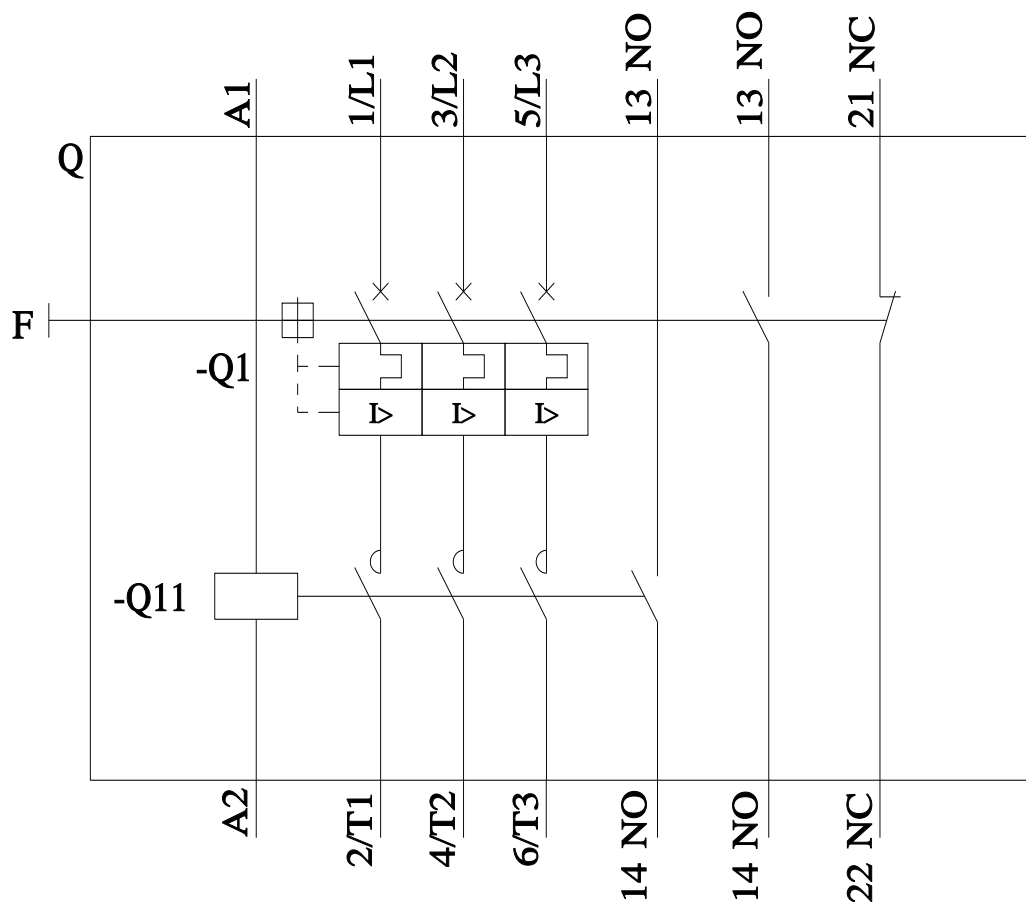 A1
1/L1
3/L2
5/L3
13 NO
13 NO
21 NC
Q
F
-Q1
I>
I>
I>
-Q11
A2
2/T1
4/T2
6/T3
14 NO
14 NO
22 NC